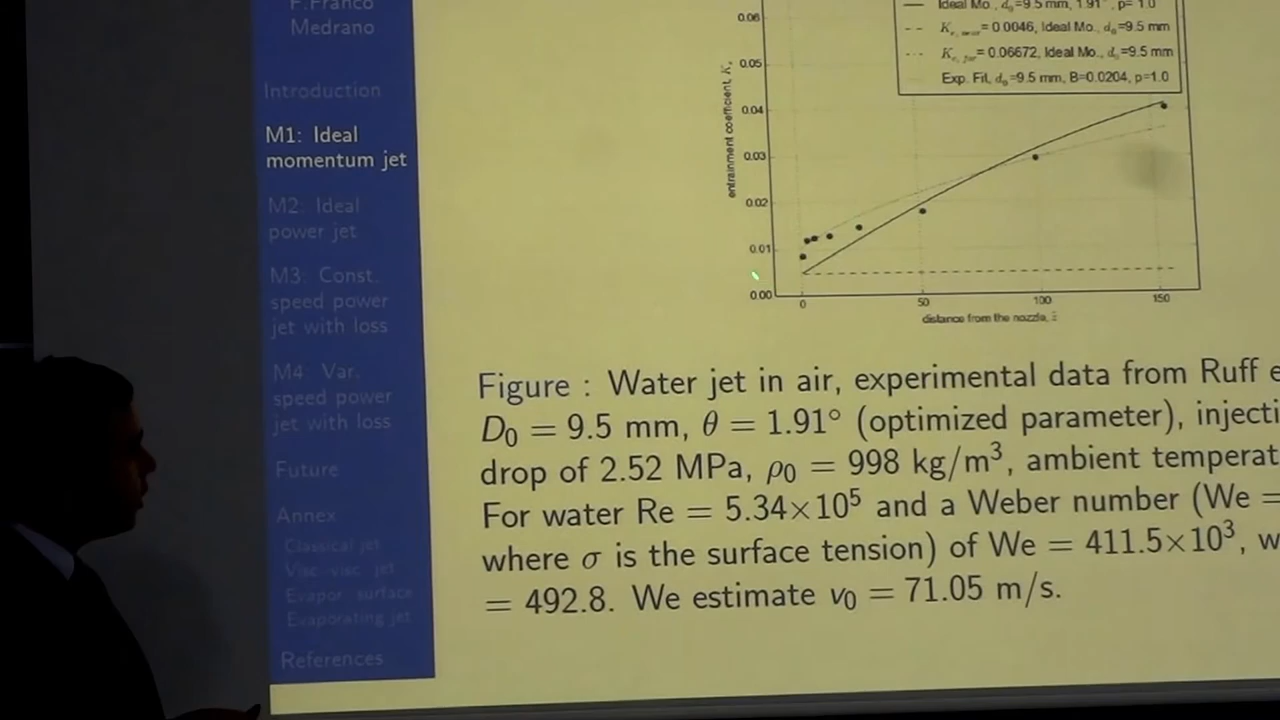 F.Franco
Medrano
Introduction
M1: Ideal
momentum jet
M2: Ideal
power jet
M3: Const.
speed power
jet with loss
M4: Var.
speed power
jet with loss
Future
Annex
Classical jet
Visc visc jet
Evapor surface
Evaporating jet
References
Ideal Mo., d₀=9.5 mm, 1.91°, p= 1.0
= 0.0046, Ideal Mo., d₀=9.5 mm
= 0.06672, Ideal Mo., d₀=9.5 mm
Exp. Fit, d₀=9.5 mm, B=0.0204, p=1.0
entrainment coefficient, Kₑ
0.06
0.05
0.04
0.03
0.02
0.01
0.00
0 50 100 150
distance from the nozzle,
Figure : Water jet in air, experimental data from Ruff e
D₀ = 9.5 mm, θ = 1.91° (optimized parameter), injecti
drop of 2.52 MPa, ρ₀ = 998 kg/m³, ambient temperat
For water Re = 5.34×10⁵ and a Weber number (We =
where σ is the surface tension) of We = 411.5×10³, w
= 492.8. We estimate v₀ = 71.05 m/s.